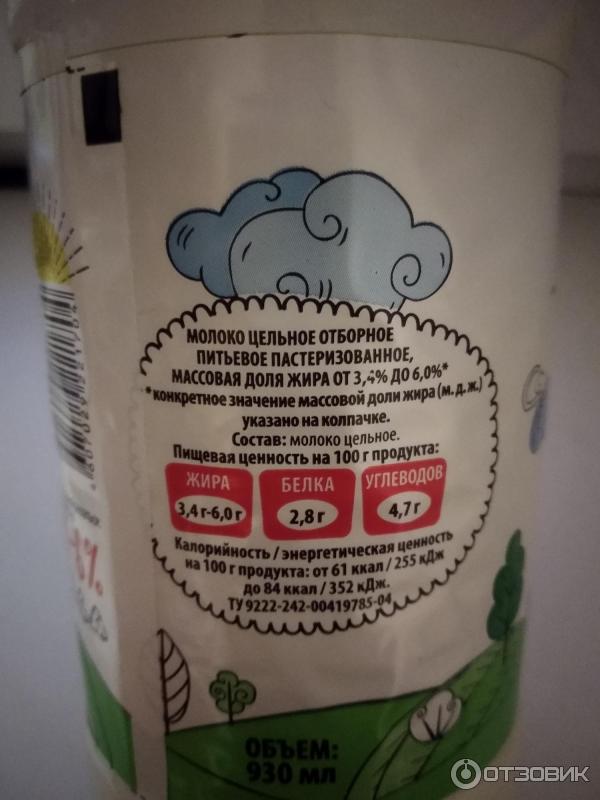 МОЛОКО ЦЕЛЬНОЕ ОТБОРНОЕ
ПИТЬЕВОЕ ПАСТЕРИЗОВАННОЕ,
МАССОВАЯ ДОЛЯ ЖИРА ОТ 3,4% ДО 6,0%*
*конкретное значение массовой доли жира (м. д. ж.)
указано на колпачке.
Состав: молоко цельное.
Пищевая ценность на 100 г продукта:
ЖИРА БЕЛКА УГЛЕВОДОВ
3,4 г-6,0 г 2,8 г 4,7 г
Калорийность / энергетическая ценность
на 100 г продукта: от 61 ккал / 255 кДж
до 84 ккал / 352 кДж.
ТУ 9222-242-00419785-04
ОБЪЕМ:
930 мл
ОТЗОВИК